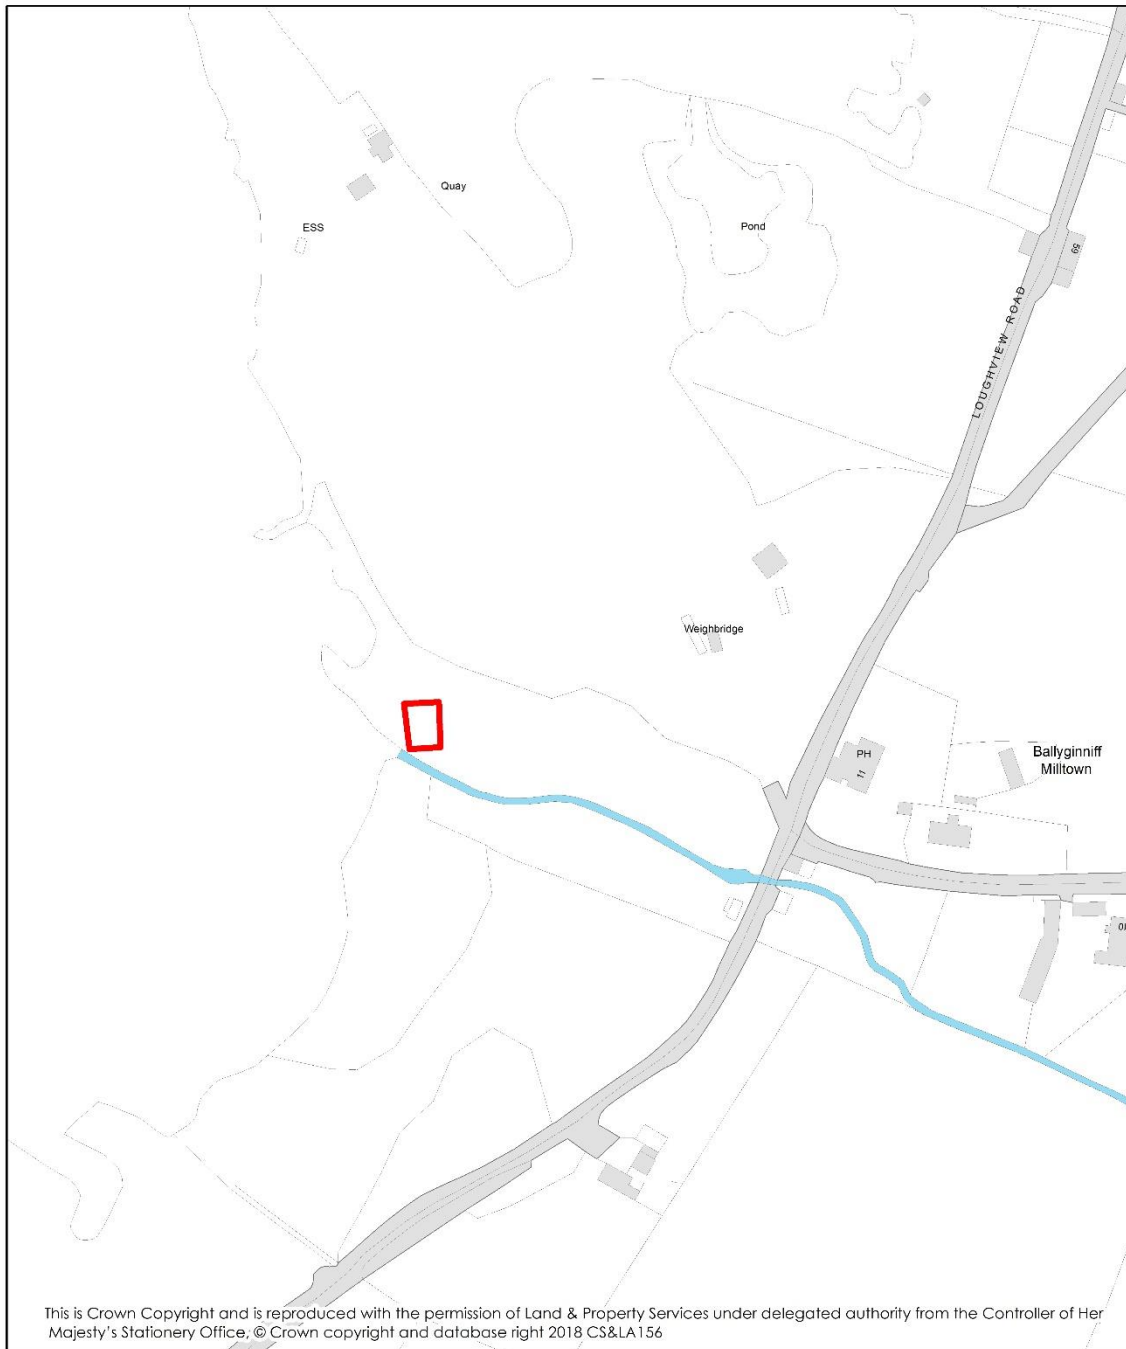 Quay
ESS
Pond
59
LOUGHVIEW ROAD
Weighbridge
PH
11
Ballyginniff
Milltown
10
This is Crown Copyright and is reproduced with the permission of Land & Property Services under delegated authority from the Controller of Her
Majesty's Stationery Office, © Crown copyright and database right 2018 CS&LA156